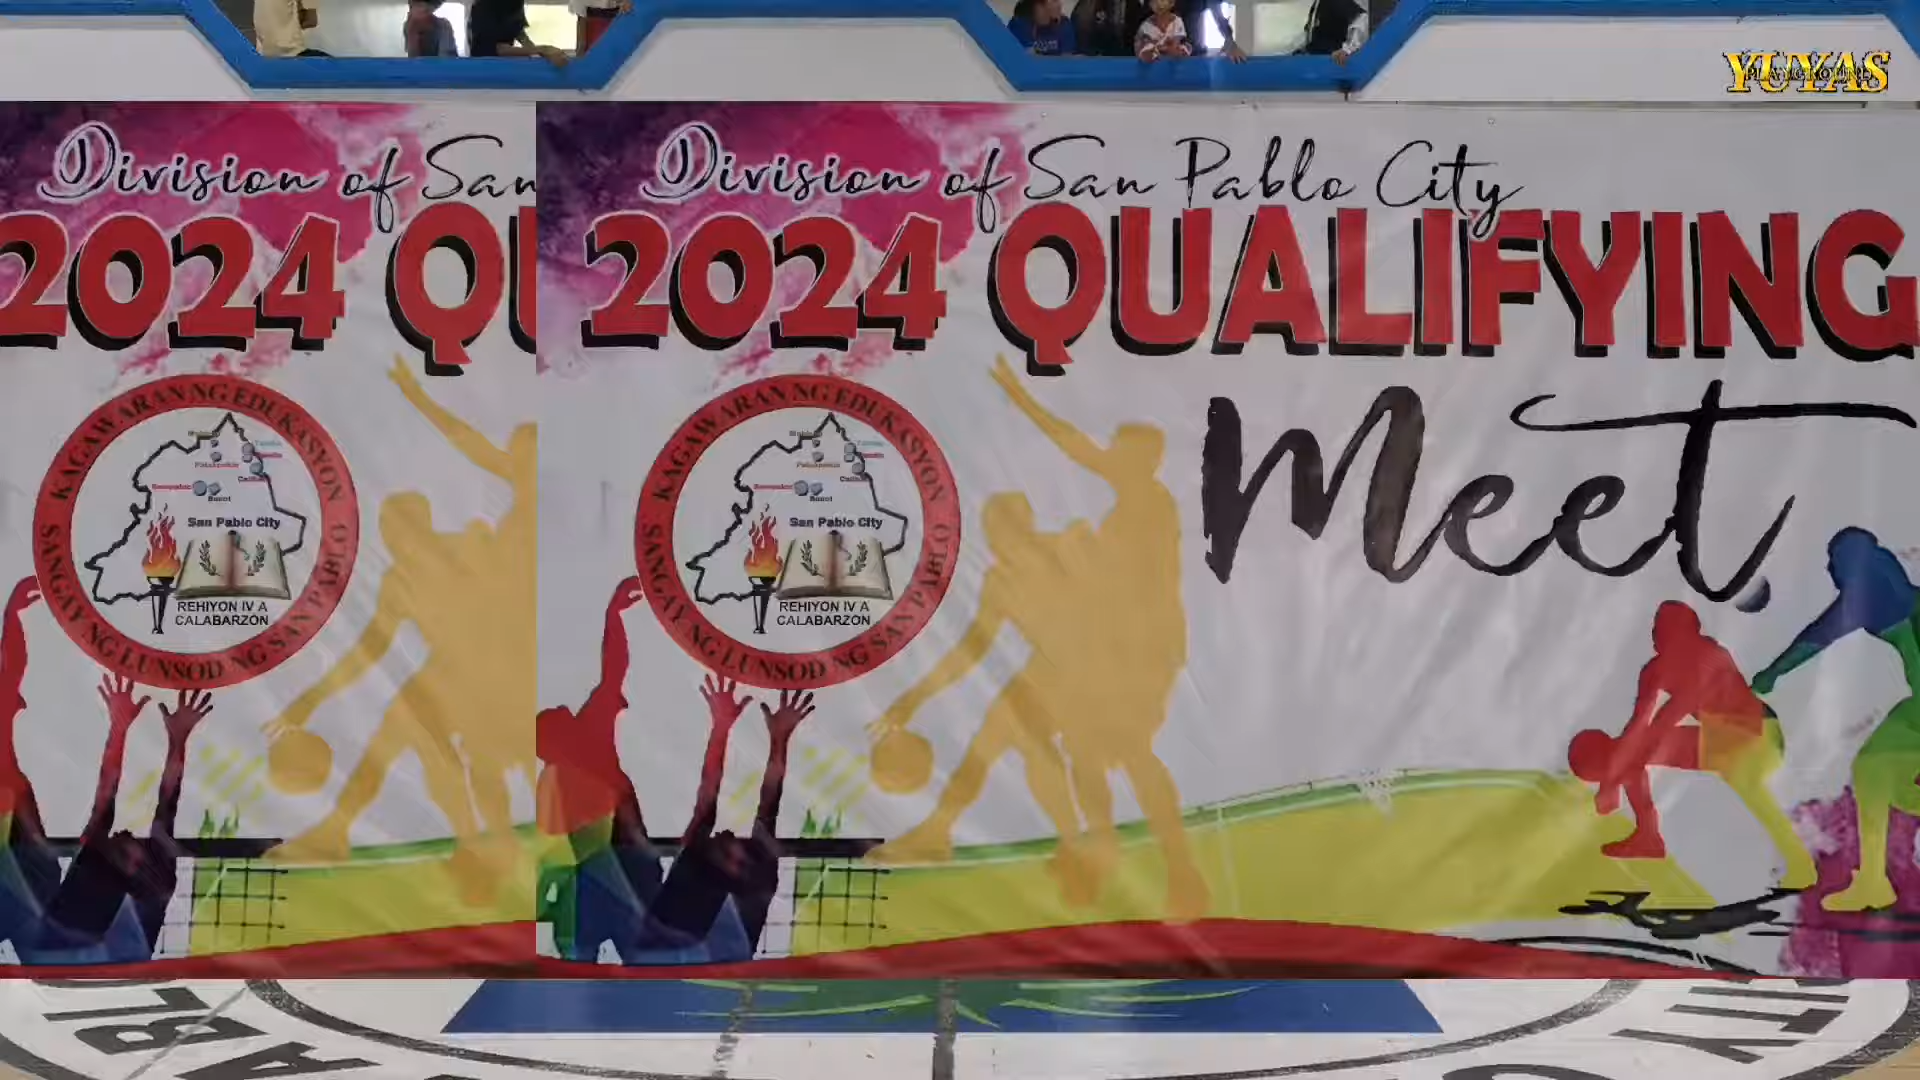 YUYAS
PLAYGROUND
Division of San
2024 QU
KAGAWARAN NG EDUKASYON
SANGAY NG LUNSOD NG SAN PABLO
San Pablo City
REHIYON IV A
CALABARZON
Division of San Pablo City
2024 QUALIFYING
Meet
KAGAWARAN NG EDUKASYON
SANGAY NG LUNSOD NG SAN PABLO
San Pablo City
REHIYON IV A
CALABARZON